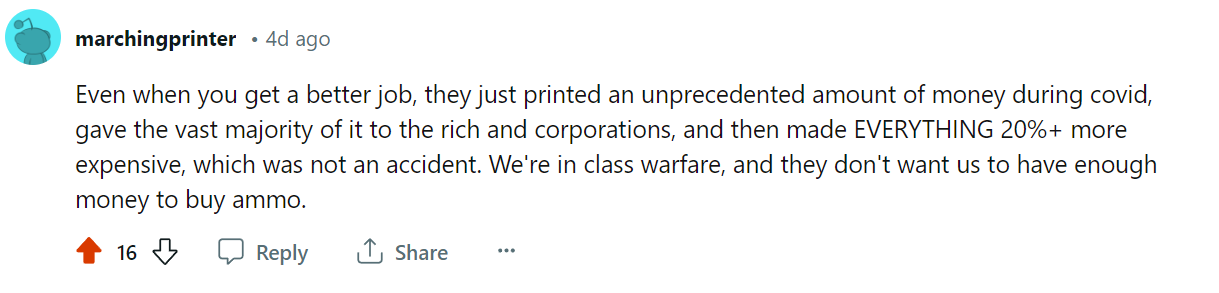 marchingprinter • 4d ago
Even when you get a better job, they just printed an unprecedented amount of money during covid,
gave the vast majority of it to the rich and corporations, and then made EVERYTHING 20%+ more
expensive, which was not an accident. We're in class warfare, and they don't want us to have enough
money to buy ammo.
16 Reply Share ...